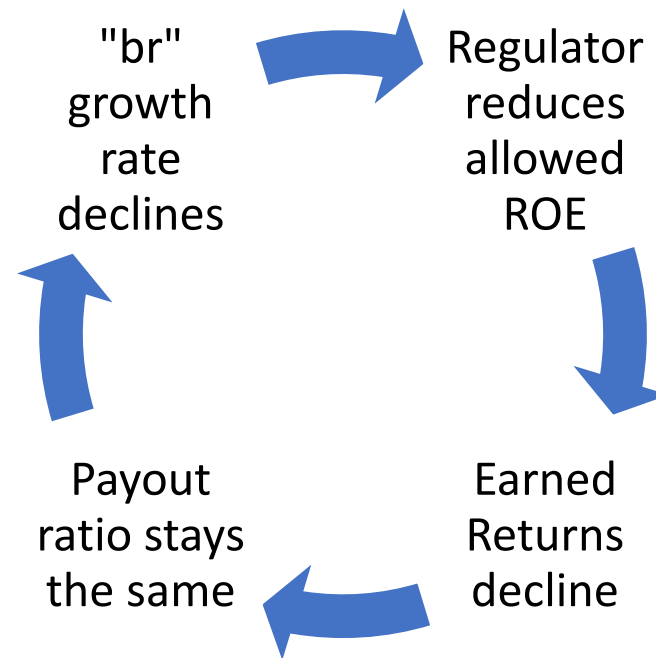 "br"
growth
rate
declines
Regulator
reduces
allowed
ROE
Earned
Returns
decline
Payout
ratio stays
the same